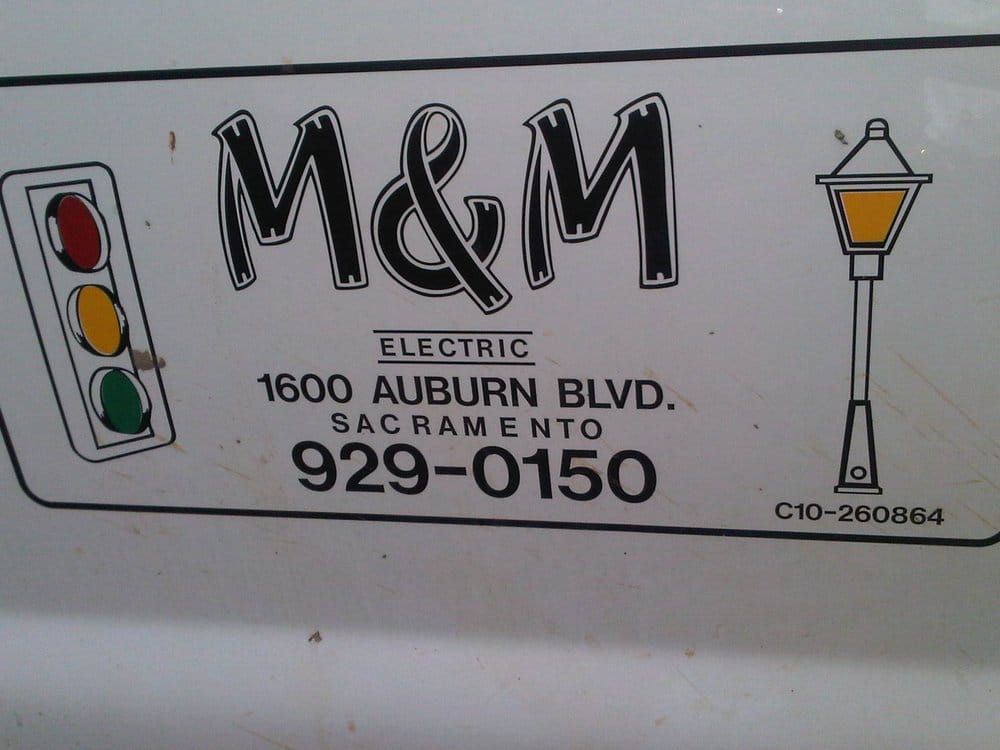 M&M
ELECTRIC
1600 AUBURN BLVD.
SACRAMENTO
929-0150
C10-260864